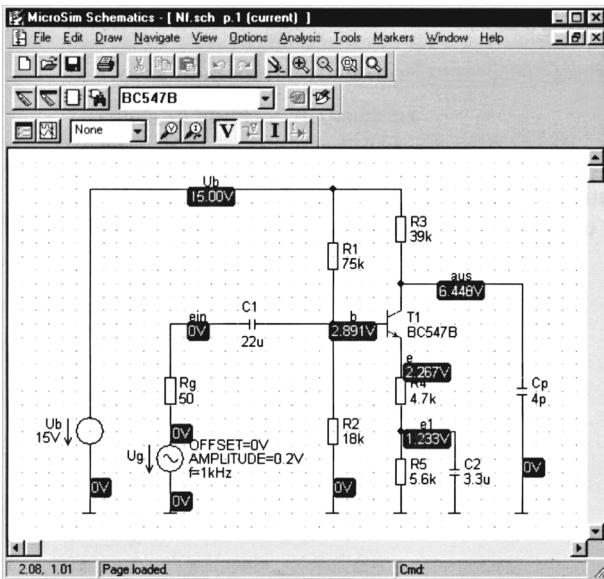 MicroSim Schematics - [ Nf.sch p.1 (current) ]
File Edit Draw Navigate View Options Analysis Tools Markers Window Help
BC547B
None
V I
Ub
15.00V
R3
39k
R1
75k
aus
6.448V
C1
ein
0V
22u
b
2.891V
T1
BC547B
e
2.267V
Rg
50
R4
4.7k
Cp
4p
Ub
15V
0V
R2
18k
e1
1.233V
Ug
OFFSET=0V
AMPLITUDE=0.2V
f=1kHz
R5
5.6k
C2
3.3u
0V
0V
0V
0V
2.08, 1.01 Page loaded. Cmd: